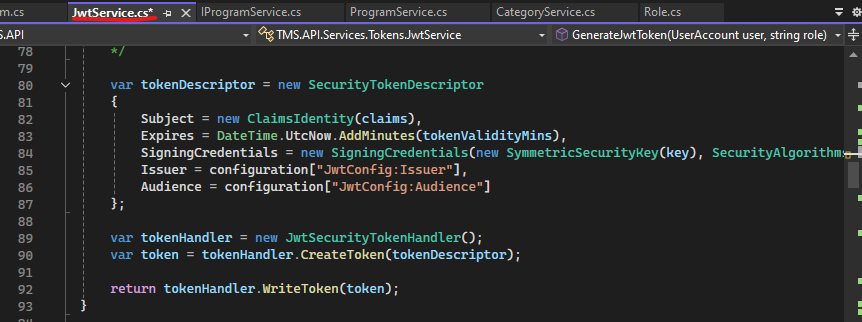 m.cs
JwtService.cs*
IProgramService.cs
ProgramService.cs
CategoryService.cs
Role.cs
S.API
TMS.API.Services.Tokens.JwtService
GenerateJwtToken(UserAccount user, string role)
78 */
79
80 var tokenDescriptor = new SecurityTokenDescriptor
81 {
82 Subject = new ClaimsIdentity(claims),
83 Expires = DateTime.UtcNow.AddMinutes(tokenValidityMins),
84 SigningCredentials = new SigningCredentials(new SymmetricSecurityKey(key), SecurityAlgorithms
85 Issuer = configuration["JwtConfig:Issuer"],
86 Audience = configuration["JwtConfig:Audience"]
87 };
88
89 var tokenHandler = new JwtSecurityTokenHandler();
90 var token = tokenHandler.CreateToken(tokenDescriptor);
91
92 return tokenHandler.WriteToken(token);
93 }